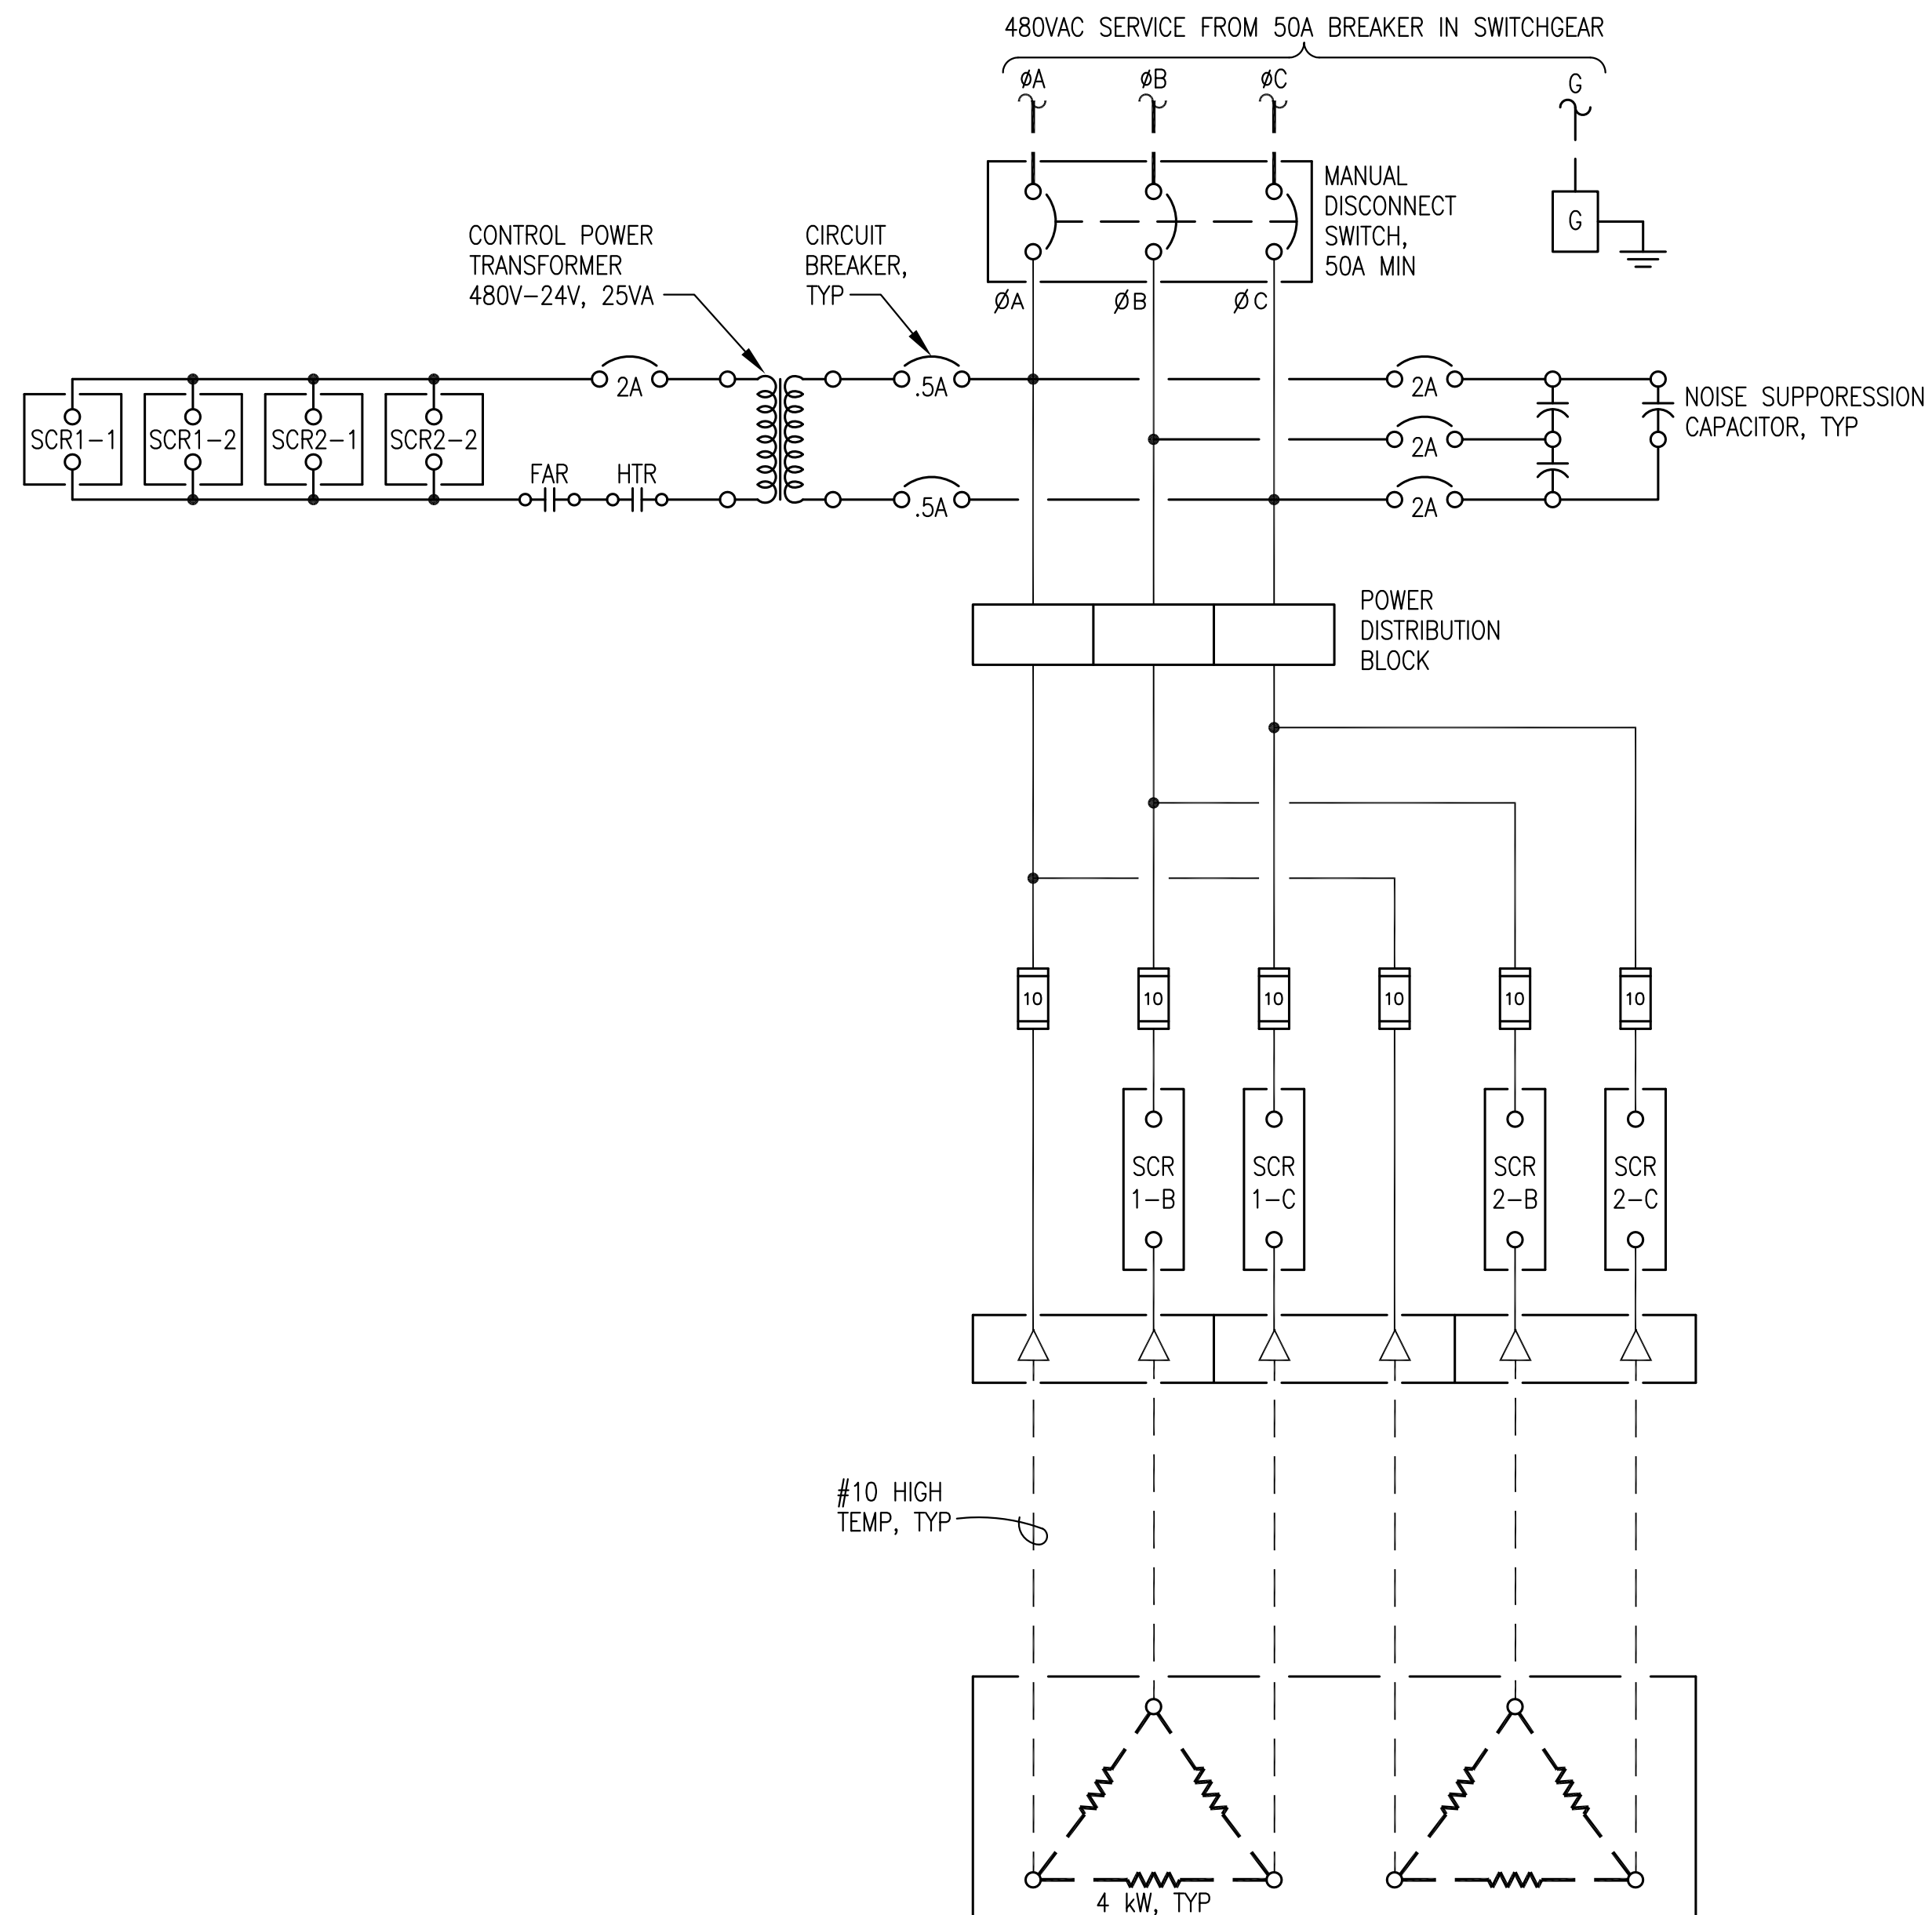 480VAC SERVICE FROM 50A BREAKER IN SWITCHGEAR
øA
øB
øC
G
MANUAL
DISCONNECT
SWITCH,
50A MIN
G
CONTROL POWER
TRANSFORMER
480V-24V, 25VA
CIRCUIT
BREAKER,
TYP
ØA
ØB
ØC
2A
.5A
2A
NOISE SUPPORESSION
CAPACITOR, TYP
SCR1-1
SCR1-2
SCR2-1
SCR2-2
2A
FAR
HTR
.5A
2A
POWER
DISTRIBUTION
BLOCK
10
10
10
10
10
10
SCR
1-B
SCR
1-C
SCR
2-B
SCR
2-C
#10 HIGH
TEMP, TYP
4 kW, TYP